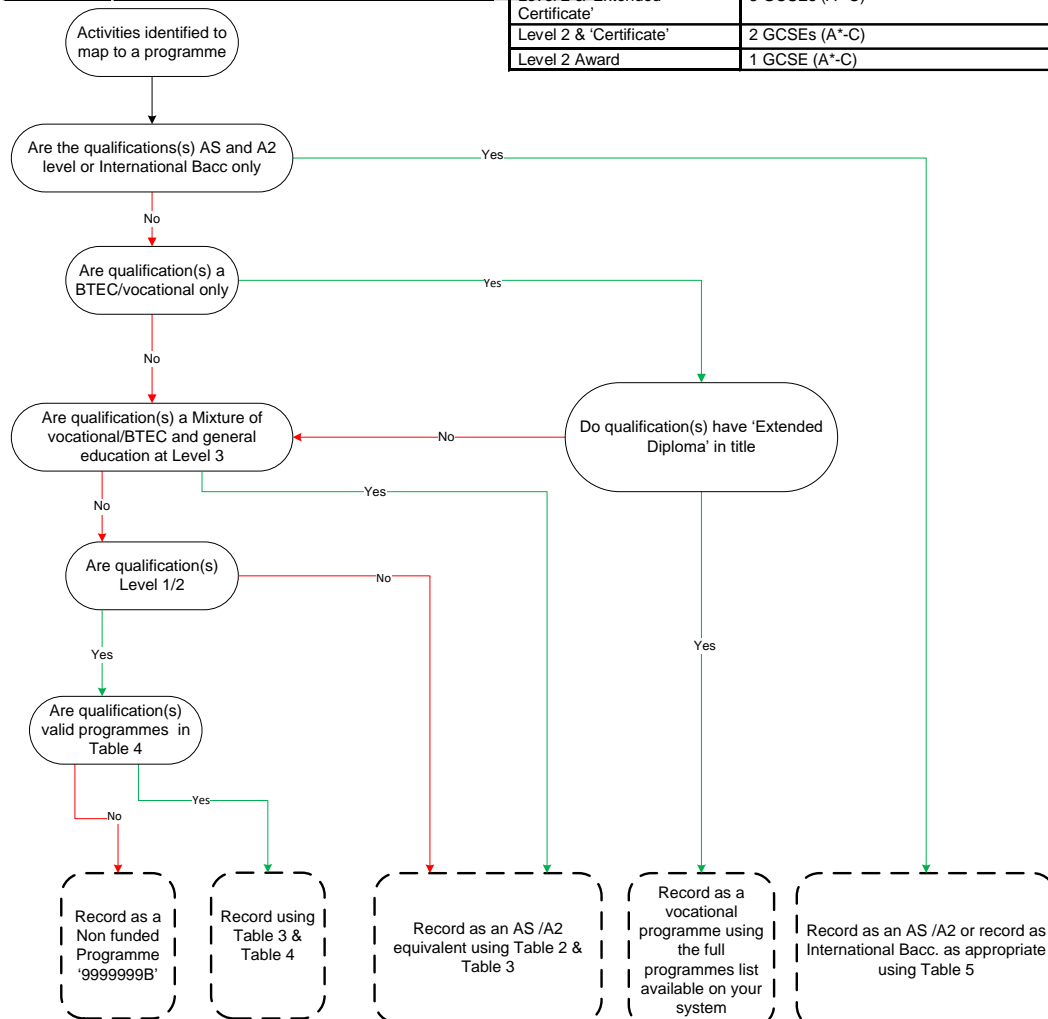 Certificate'
Level 2 & 'Certificate'
2 GCSEs (A*-C)
Level 2 Award
1 GCSE (A*-C)
Activities identified to
map to a programme
Are the qualifications(s) AS and A2
level or International Bacc only
Yes
No
Are qualification(s) a
BTEC/vocational only
Yes
No
Are qualification(s) a Mixture of
vocational/BTEC and general
education at Level 3
No
Do qualification(s) have 'Extended
Diploma' in title
Yes
No
Are qualification(s)
Level 1/2
No
Yes
Yes
Are qualification(s)
valid programmes in
Table 4
Yes
No
Record as a
Non funded
Programme
'9999999B'
Record using
Table 3 &
Table 4
Record as an AS /A2
equivalent using Table 2 &
Table 3
Record as a
vocational
programme using
the full
programmes list
available on your
system
Record as an AS /A2 or record as
International Bacc. as appropriate
using Table 5